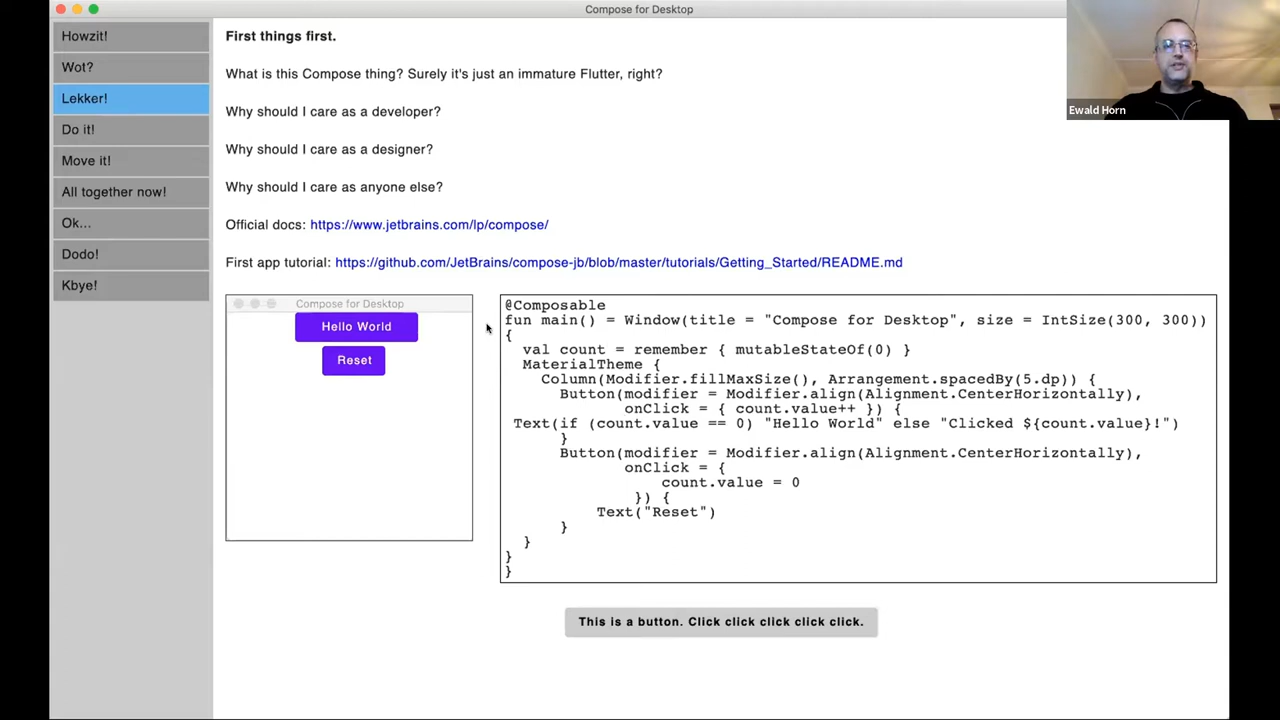 Compose for Desktop
Howzit!
Wot?
Lekker!
Do it!
Move it!
All together now!
Ok...
Dodo!
Kbye!
First things first.
What is this Compose thing? Surely it's just an immature Flutter, right?
Why should I care as a developer?
Why should I care as a designer?
Why should I care as anyone else?
Official docs: https://www.jetbrains.com/lp/compose/
First app tutorial: https://github.com/JetBrains/compose-jb/blob/master/tutorials/Getting_Started/README.md
Compose for Desktop
Hello World
Reset
@Composable
fun main() = Window(title = "Compose for Desktop", size = IntSize(300, 300))
{
val count = remember { mutableStateOf(0) }
MaterialTheme {
Column(Modifier.fillMaxSize(), Arrangement.spacedBy(5.dp)) {
Button(modifier = Modifier.align(Alignment.CenterHorizontally),
onClick = { count.value++ }) {
Text(if (count.value == 0) "Hello World" else "Clicked ${count.value}!")
}
Button(modifier = Modifier.align(Alignment.CenterHorizontally),
onClick = {
count.value = 0
}) {
Text("Reset")
}
}
}
}
This is a button. Click click click click click.
Ewald Horn